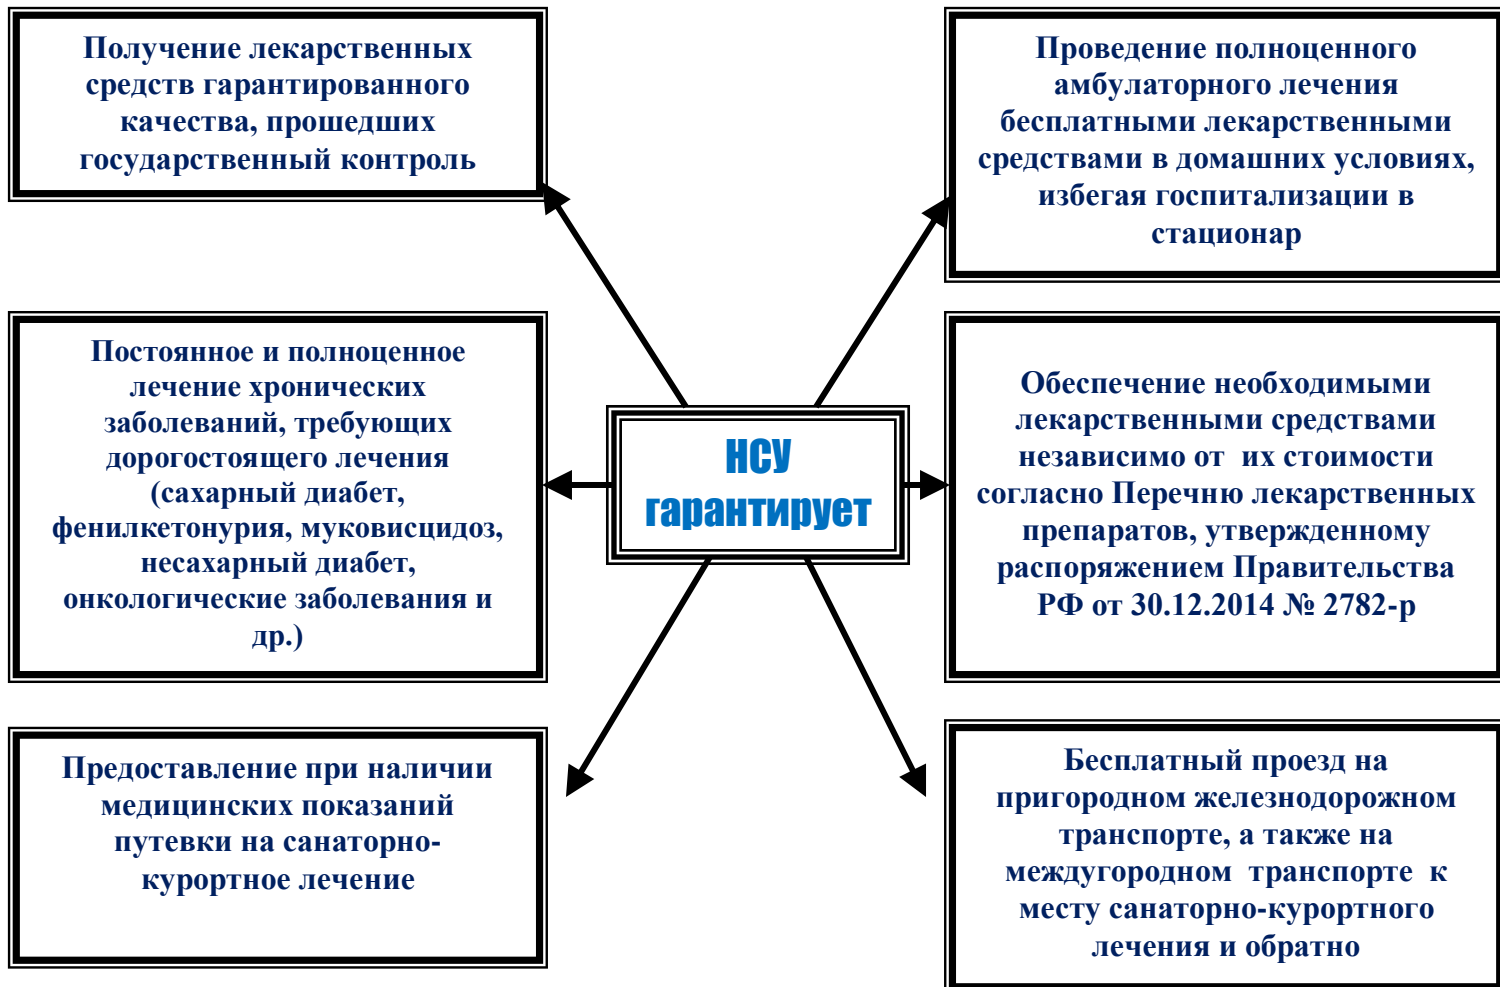 Получение лекарственных
средств гарантированного
качества, прошедших
государственный контроль
Проведение полноценного
амбулаторного лечения
бесплатными лекарственными
средствами в домашних условиях,
избегая госпитализации в
стационар
Постоянное и полноценное
лечение хронических
заболеваний, требующих
дорогостоящего лечения
(сахарный диабет,
фенилкетонурия, муковисцидоз,
несахарный диабет,
онкологические заболевания и
др.)
НСУ
гарантирует
Обеспечение необходимыми
лекарственными средствами
независимо от их стоимости
согласно Перечню лекарственных
препаратов, утвержденному
распоряжением Правительства
РФ от 30.12.2014 № 2782-р
Предоставление при наличии
медицинских показаний
путевки на санаторно-
курортное лечение
Бесплатный проезд на
пригородном железнодорожном
транспорте, а также на
междугородном транспорте к
месту санаторно-курортного
лечения и обратно